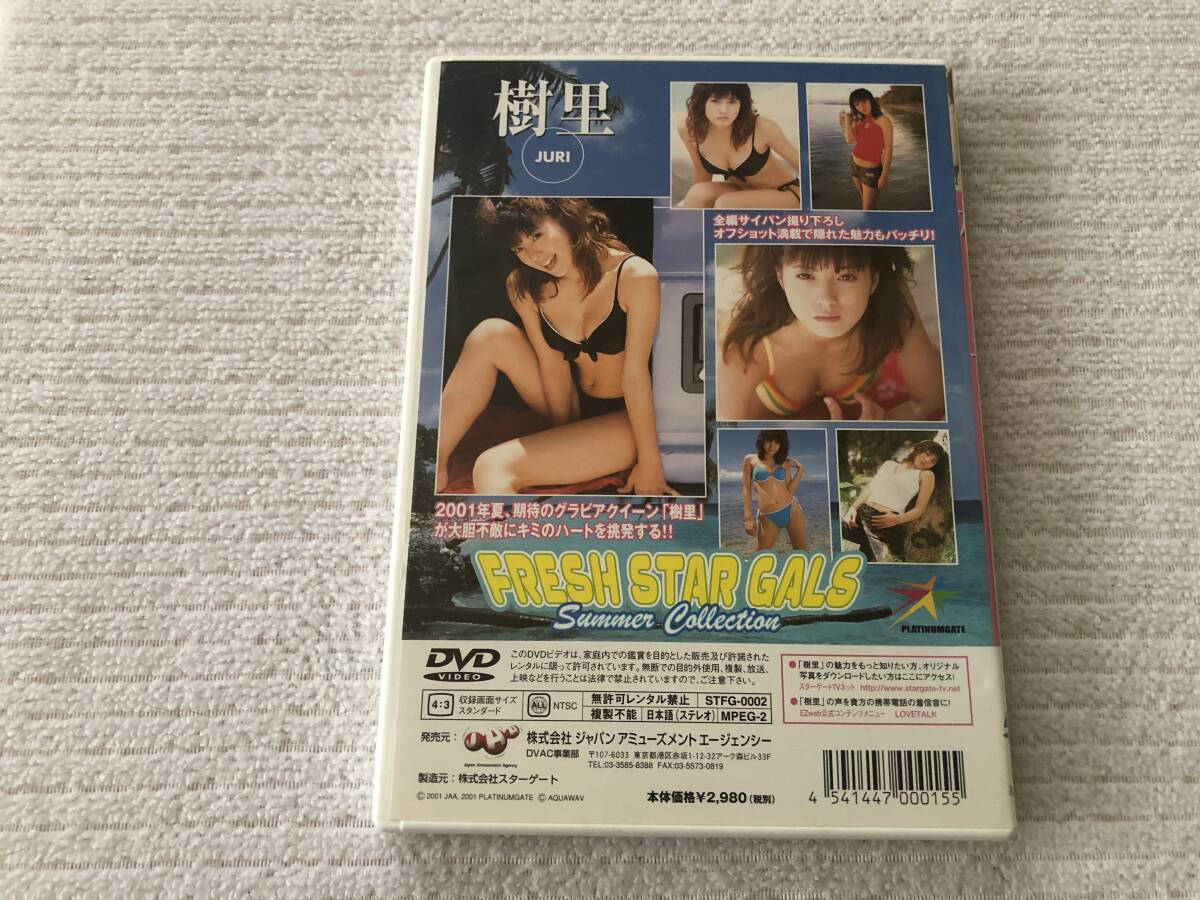 樹里
JURI
全編サイパン撮り下ろし
オフショット満載で隠れた魅力もバッチリ!
2001年夏、期待のグラビアクイーン「樹里」
が大胆不敵にキミのハートを挑発する!!
FRESH STAR GALS
Summer Collection
PLATINUMGATE
DVD
VIDEO
このDVDビデオは、家庭内での鑑賞を目的とした販売及び許諾された
レンタルに限って許可されています。無断での目的外使用、複製、放送、
上映などを行うことは法律で禁止されていますので、ご注意下さい。
4:3
収録画面サイズ
スタンダード
ALL
NTSC
無許可レンタル禁止
STFG-0002
複製不能
日本語(ステレオ)
MPEG-2
●「樹里」の魅力をもっと知りたい方、オリジナル
写真をダウンロードしたい方はここにアクセス!
スターゲートTVネット http://www.stargate-tv.net
●「樹里」の声を貴方の携帯電話の着信音に!
EZweb公式コンテンツメニュー LOVETALK
発売元:
JAA
Japan Amusement Agency
株式会社 ジャパン アミューズメント エージェンシー
DVAC事業部 〒107-6033 東京都港区赤坂1-12-32アーク森ビル33F
TEL:03-3585-8388 FAX:03-5573-0819
製造元:株式会社スターゲート
Ⓒ2001 JAA, 2001 PLATINUMGATE Ⓒ AQUAWAV
本体価格¥2,980(税別)
4 541447 000155